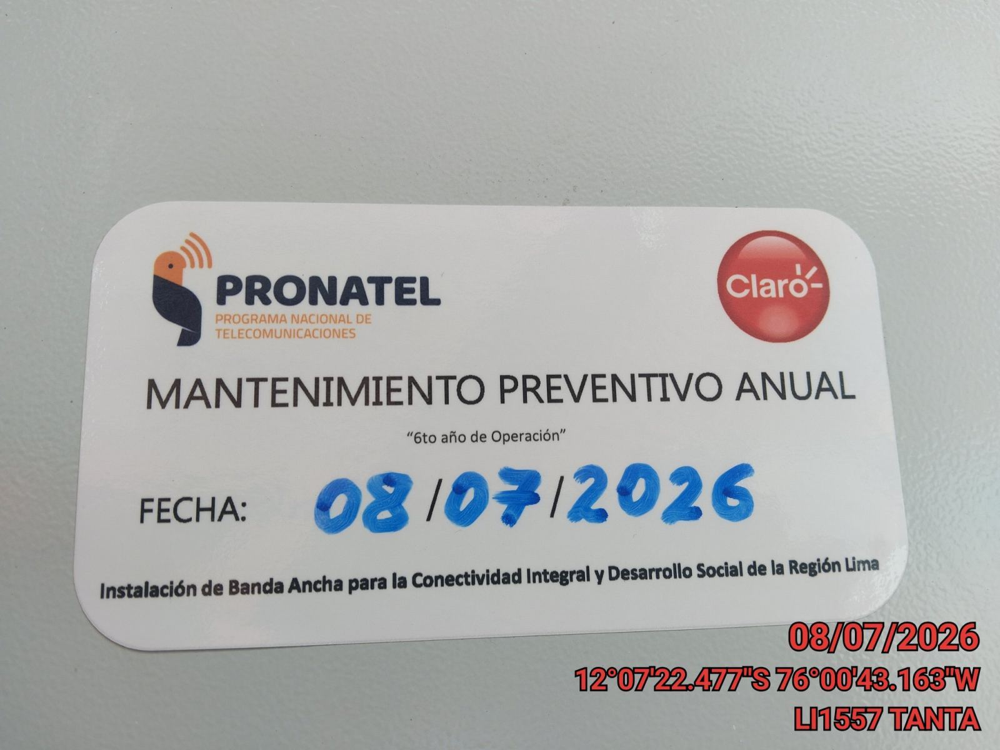 PRONATEL
PROGRAMA NACIONAL DE
TELECOMUNICACIONES
Claro
MANTENIMIENTO PREVENTIVO ANUAL
“6to año de Operación”
FECHA: 08/07/2026
Instalación de Banda Ancha para la Conectividad Integral y Desarrollo Social de la Región Lima
08/07/2026
12°07'22.477"S 76°00'43.163"W
LI1557 TANTA